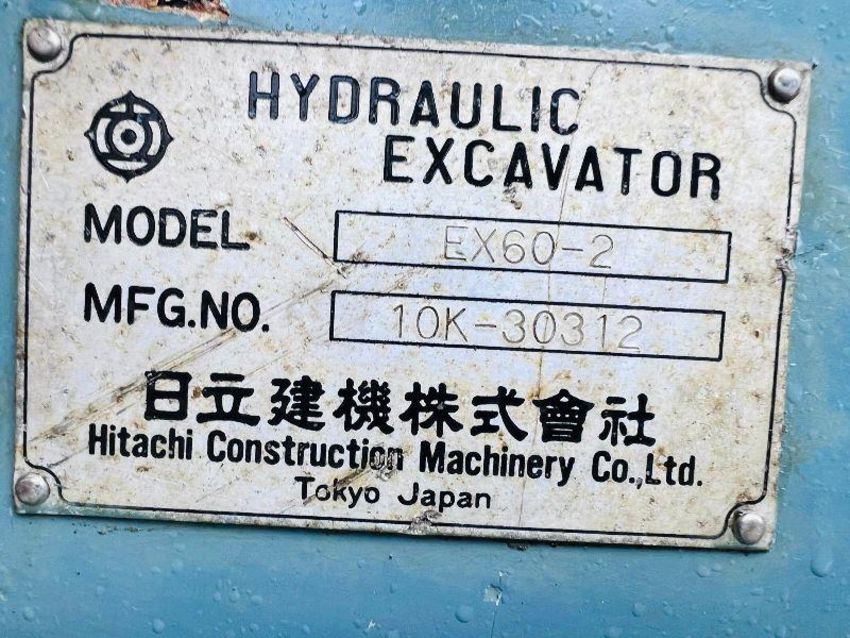 HYDRAULIC
EXCAVATOR
MODEL EX60-2
MFG.NO. 10K-30312
日立建機株式會社
Hitachi Construction Machinery Co.,Ltd.
Tokyo Japan